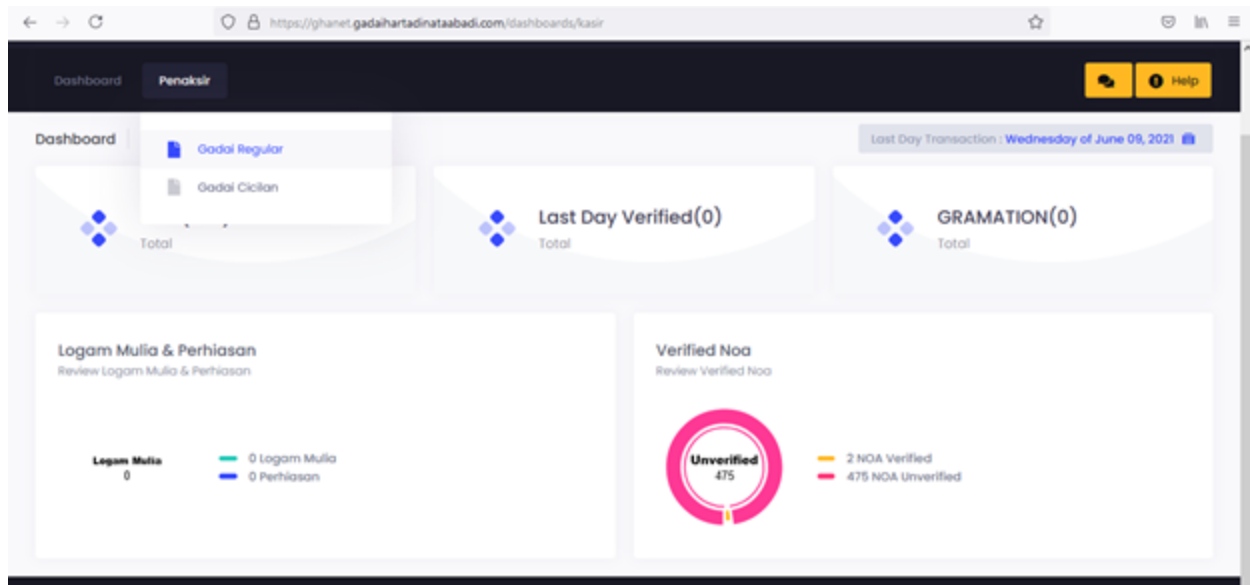 https://ghanet.gadaihartadinataabadi.com/dashboards/kasir
Dashboard Penaksir
Help
Dashboard
Last Day Transaction : Wednesday of June 09, 2021
Gadai Regular
Gadai Cicilan
Total
Last Day Verified(0)
Total
GRAMATION(0)
Total
Logam Mulia & Perhiasan
Review Logam Mulia & Perhiasan
Logam Mulia
0
0 Logam Mulia
0 Perhiasan
Verified Noa
Review Verified Noa
Unverified
475
2 NOA Verified
475 NOA Unverified